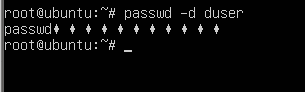 root@ubuntu:~# passwd -d duser
passwd♦ ♦ ♦ ♦ ♦ ♦ ♦ ♦ ♦ ♦ ♦
root@ubuntu:~# _